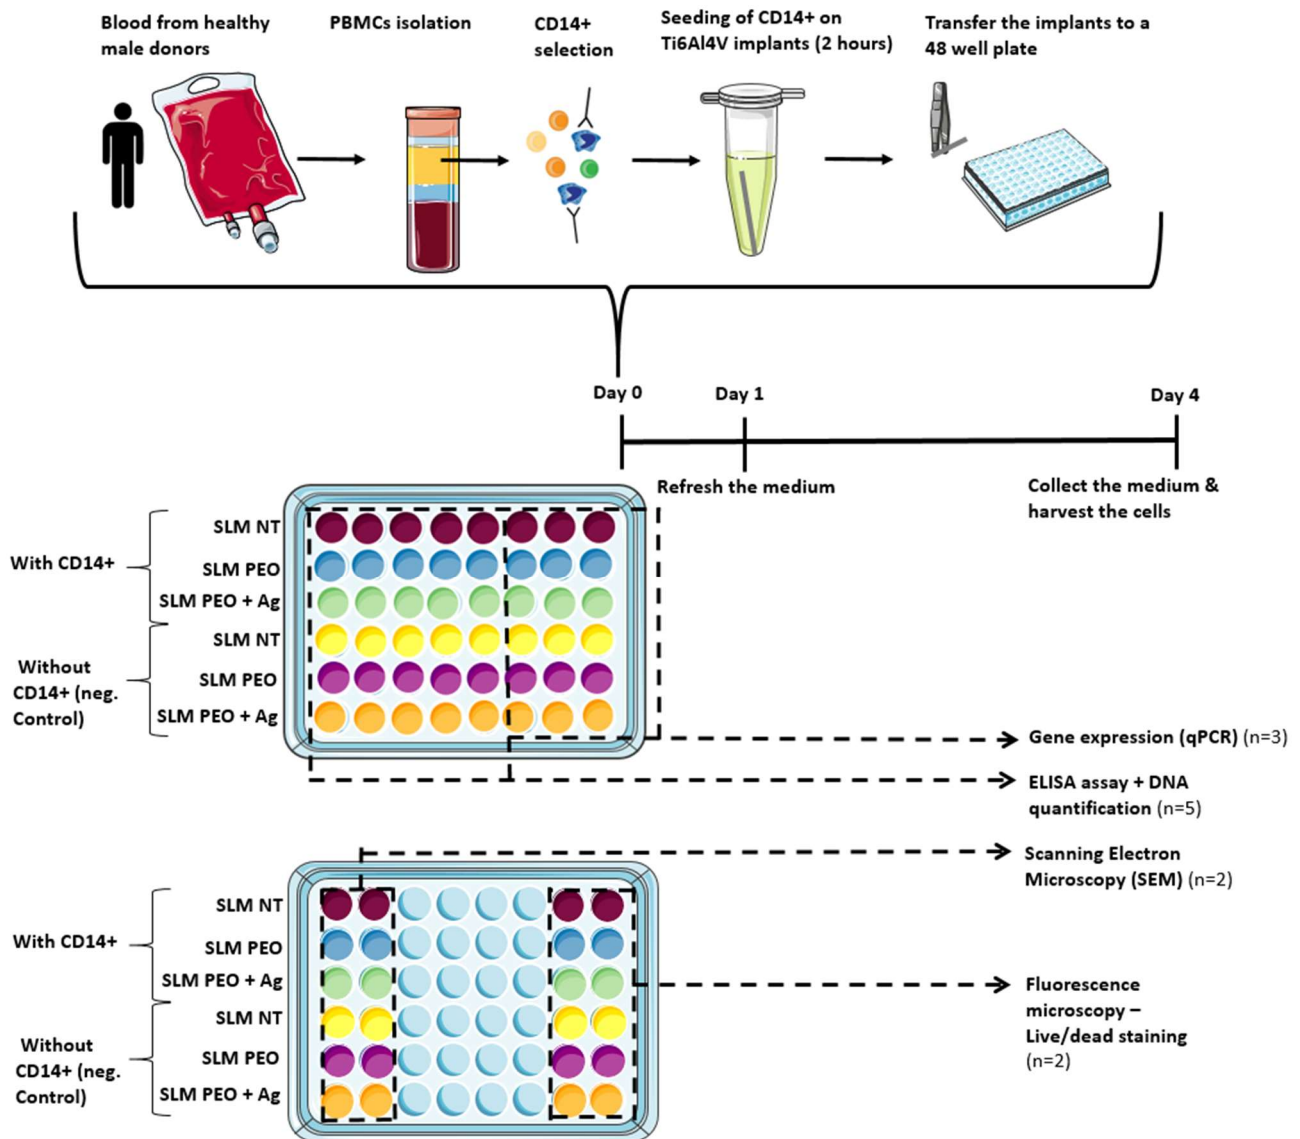 Blood from healthy
male donors
PBMCs isolation
CD14+
selection
Seeding of CD14+ on
Ti6Al4V implants (2 hours)
Transfer the implants to a
48 well plate
Day 0
Day 1
Day 4
Refresh the medium
Collect the medium &
harvest the cells
With CD14+
SLM NT
SLM PEO
SLM PEO + Ag
Without
CD14+ (neg.
Control)
SLM NT
SLM PEO
SLM PEO + Ag
Gene expression (qPCR) (n=3)
ELISA assay + DNA
quantification (n=5)
Scanning Electron
Microscopy (SEM) (n=2)
With CD14+
SLM NT
SLM PEO
SLM PEO + Ag
Without
CD14+ (neg.
Control)
SLM NT
SLM PEO
SLM PEO + Ag
Fluorescence
microscopy –
Live/dead staining
(n=2)